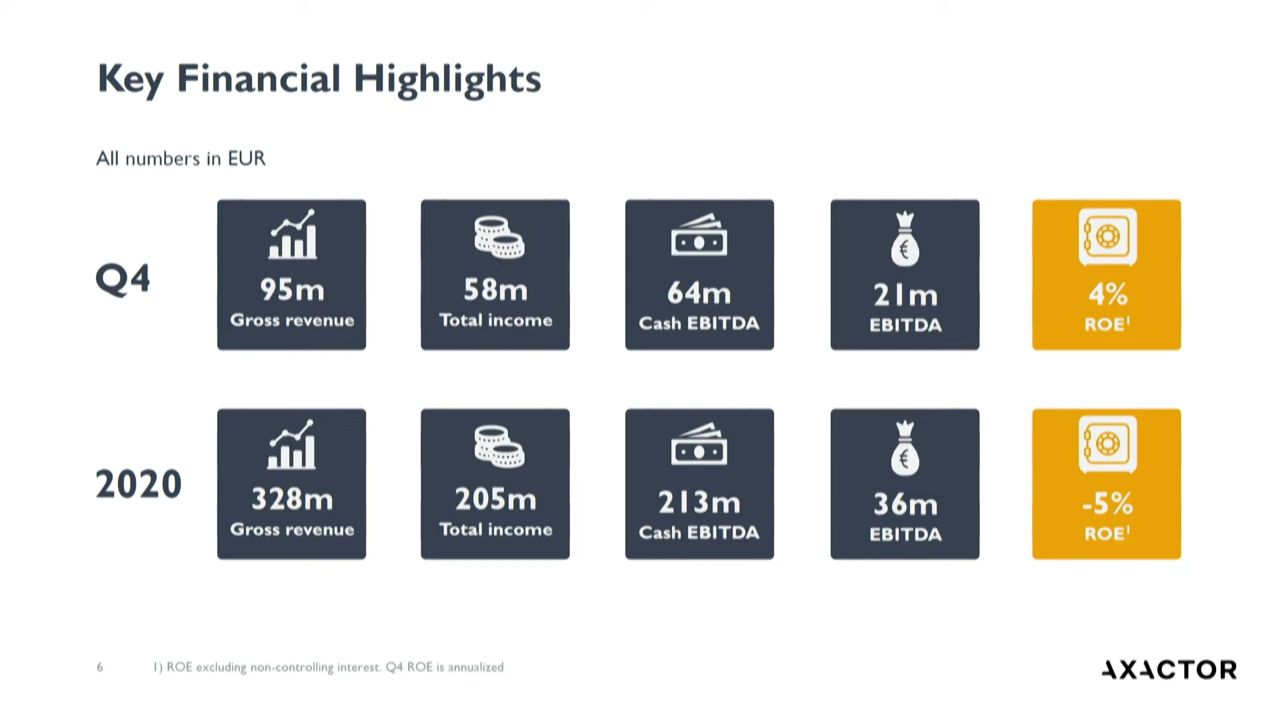 Key Financial Highlights
All numbers in EUR
Q4
95m
Gross revenue
58m
Total income
64m
Cash EBITDA
€
21m
EBITDA
4%
ROE¹
2020
328m
Gross revenue
205m
Total income
213m
Cash EBITDA
€
36m
EBITDA
-5%
ROE¹
6
1) ROE excluding non-controlling interest. Q4 ROE is annualized
AXACTOR